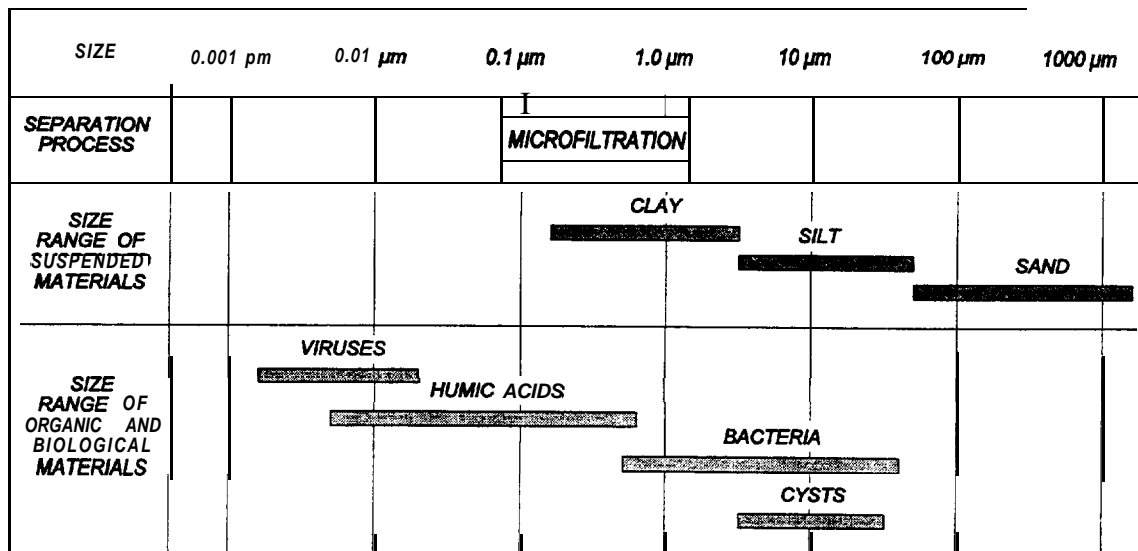 SIZE 0.001 pm 0.01 µm 0.1 µm 1.0 µm 10 µm 100 µm 1000 µm
I
SEPARATION
PROCESS
MICROFILTRATION
SIZE
RANGE OF
SUSPENDED
MATERIALS
CLAY
SILT
SAND
SIZE
RANGE OF
ORGANIC AND
BIOLOGICAL
MATERIALS
VIRUSES
HUMIC ACIDS
BACTERIA
CYSTS